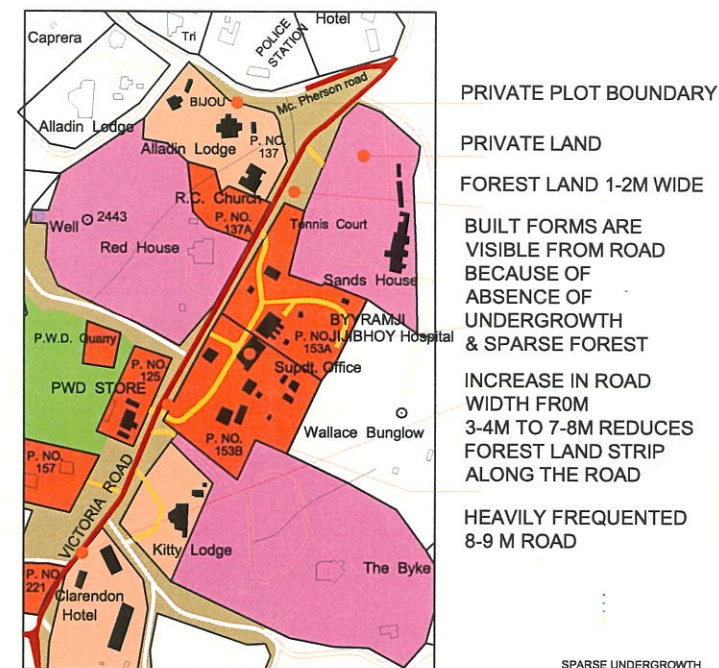 Hotel
Caprera
Tri
POLICE
STATION
BIJOU
Mc. Pherson road
Alladin Lodge
Alladin Lodge
P. NO.
137
R.C. Church
P. NO.
137A
Well
2443
Red House
Tennis Court
Sands House
BYYRAMJI
JIJIBHOY Hospital
P. NO.
153A
P.W.D. Quarry
P. NO.
125
PWD STORE
Supdt. Office
P. NO.
153B
Wallace Bunglow
P. NO.
157
VICTORIA ROAD
Kitty Lodge
The Byke
P. NO
221
Clarendon
Hotel
PRIVATE PLOT BOUNDARY
PRIVATE LAND
FOREST LAND 1-2M WIDE
BUILT FORMS ARE
VISIBLE FROM ROAD
BECAUSE OF
ABSENCE OF
UNDERGROWTH
& SPARSE FOREST
INCREASE IN ROAD
WIDTH FR0M
3-4M TO 7-8M REDUCES
FOREST LAND STRIP
ALONG THE ROAD
HEAVILY FREQUENTED
8-9 M ROAD
SPARSE UNDERGROWTH